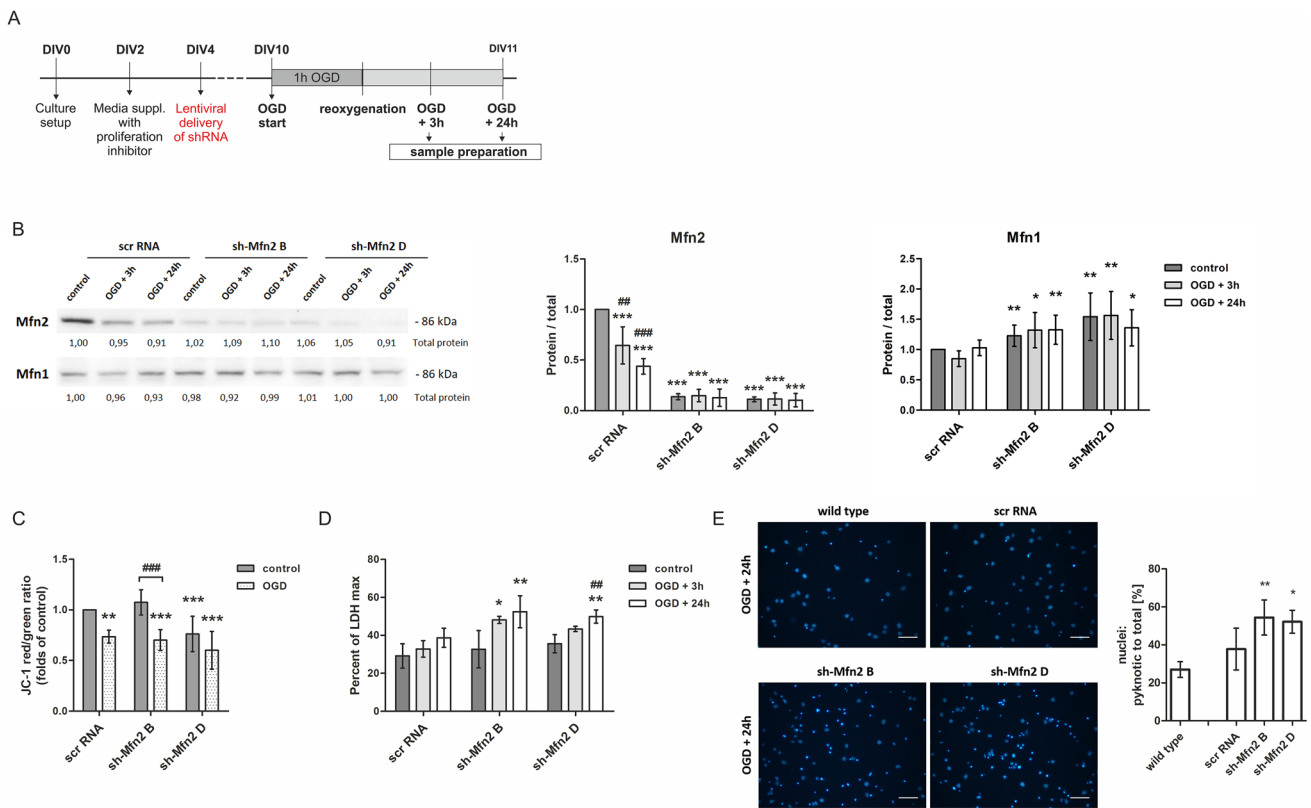 A
DIV0 DIV2 DIV4 DIV10 DIV11
1h OGD
Culture setup
Media suppl. with proliferation inhibitor
Lentiviral delivery of shRNA
OGD start
reoxygenation
OGD + 3h
OGD + 24h
sample preparation
B
scr RNA sh-Mfn2 B sh-Mfn2 D
control OGD + 3h OGD + 24h control OGD + 3h OGD + 24h control OGD + 3h OGD + 24h
Mfn2 - 86 kDa
1,00 0,95 0,91 1,02 1,09 1,10 1,06 1,05 0,91 Total protein
Mfn1 - 86 kDa
1,00 0,96 0,93 0,98 0,92 0,99 1,01 1,00 1,00 Total protein
Mfn2
Protein / total
1.5
1.0
0.5
0.0
## *** ### *** *** *** *** *** *** ***
scr RNA sh-Mfn2 B sh-Mfn2 D
Mfn1
Protein / total
2.5
2.0
1.5
1.0
0.5
0.0
** * ** ** ** *
scr RNA sh-Mfn2 B sh-Mfn2 D
control
OGD + 3h
OGD + 24h
C
JC-1 red/green ratio
(folds of control)
1.5
1.0
0.5
0.0
** ### *** *** ***
scr RNA sh-Mfn2 B sh-Mfn2 D
control
OGD
D
Percent of LDH max
80
60
40
20
0
* ** ## **
scr RNA sh-Mfn2 B sh-Mfn2 D
control
OGD + 3h
OGD + 24h
E
wild type scr RNA
OGD + 24h
sh-Mfn2 B sh-Mfn2 D
OGD + 24h
nuclei:
pyknotic to total [%]
80
60
40
20
0
** *
wild type scr RNA sh-Mfn2 B sh-Mfn2 D